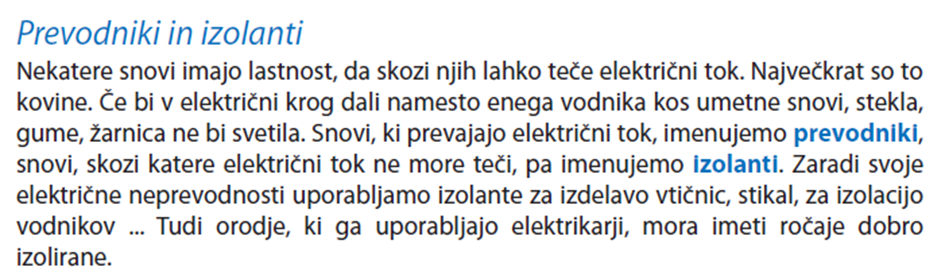 Prevodniki in izolanti
Nekatere snovi imajo lastnost, da skozi njih lahko teče električni tok. Največkrat so to
kovine. Če bi v električni krog dali namesto enega vodnika kos umetne snovi, stekla,
gume, žarnica ne bi svetila. Snovi, ki prevajajo električni tok, imenujemo prevodniki,
snovi, skozi katere električni tok ne more teči, pa imenujemo izolanti. Zaradi svoje
električne neprevodnosti uporabljamo izolante za izdelavo vtičnic, stikal, za izolacijo
vodnikov ... Tudi orodje, ki ga uporabljajo elektrikarji, mora imeti ročaje dobro
izolirane.